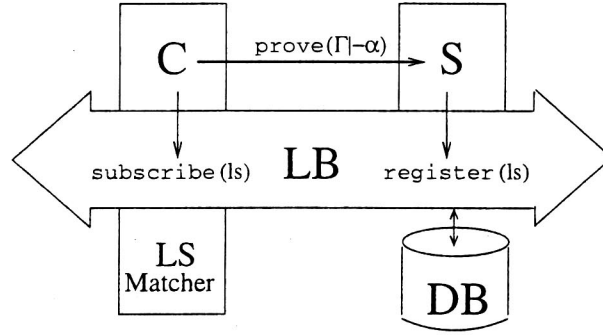 C
prove(Γ|−α)
S
subscribe(ls)
LB
register(ls)
LS
Matcher
DB